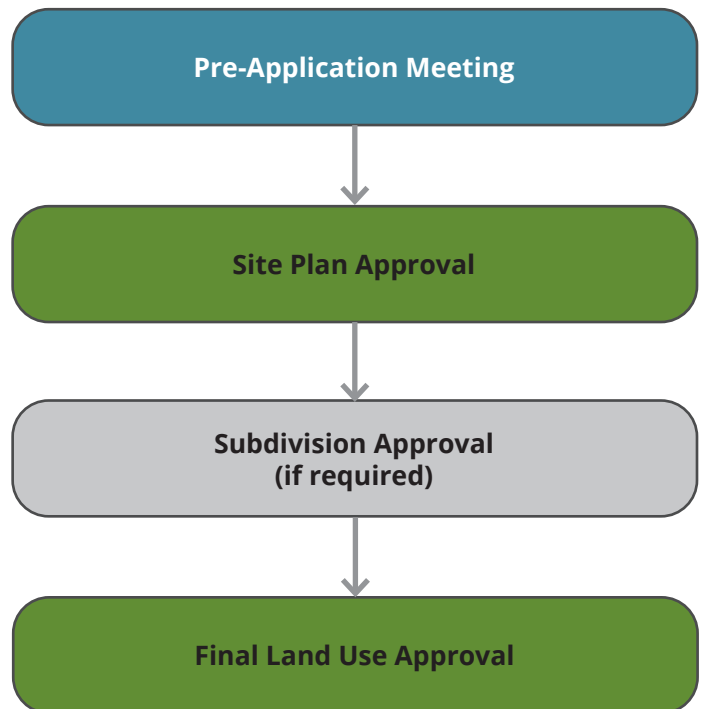 Pre-Application Meeting
Site Plan Approval
Subdivision Approval
(if required)
Final Land Use Approval